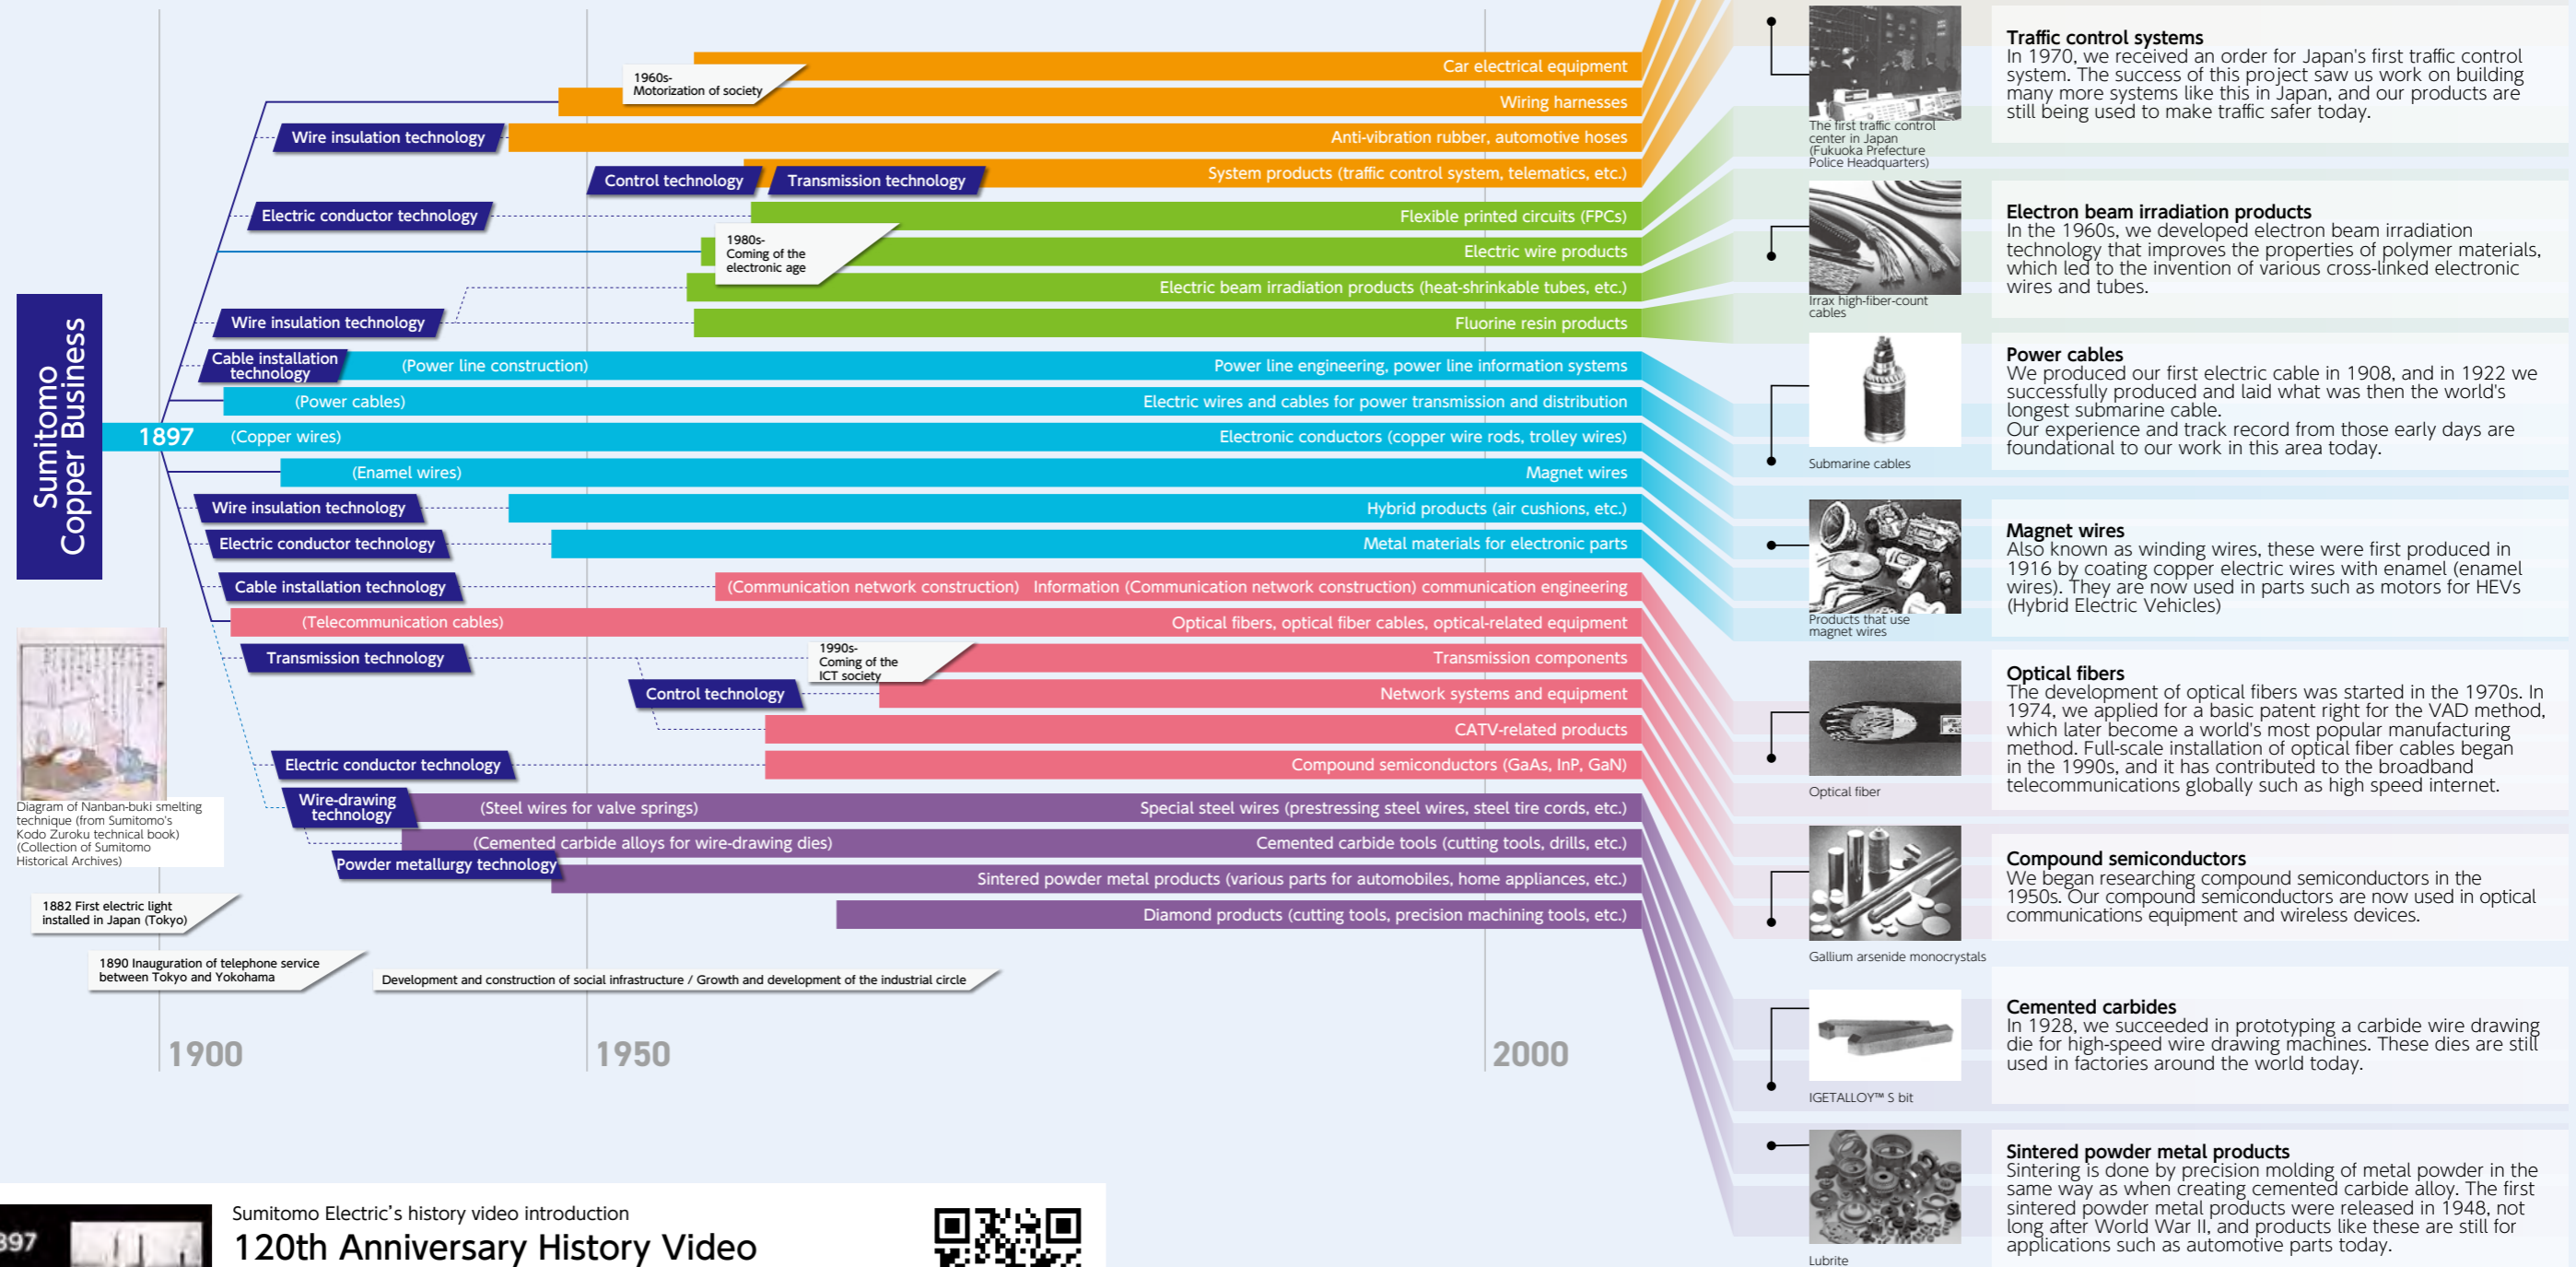 Car electrical equipment
1960s-
Motorization of society
Wiring harnesses
Wire insulation technology
Anti-vibration rubber, automotive hoses
Control technology
Transmission technology
System products (traffic control system, telematics, etc.)
Electric conductor technology
Flexible printed circuits (FPCs)
1980s-
Coming of the
electronic age
Electric wire products
Electric beam irradiation products (heat-shrinkable tubes, etc.)
Wire insulation technology
Fluorine resin products
Sumitomo
Copper Business
Cable installation
technology
(Power line construction)
Power line engineering, power line information systems
(Power cables)
Electric wires and cables for power transmission and distribution
1897
(Copper wires)
Electronic conductors (copper wire rods, trolley wires)
(Enamel wires)
Magnet wires
Wire insulation technology
Hybrid products (air cushions, etc.)
Electric conductor technology
Metal materials for electronic parts
Cable installation technology
(Communication network construction)
Information (Communication network construction) communication engineering
(Telecommunication cables)
Optical fibers, optical fiber cables, optical-related equipment
Transmission technology
1990s-
Coming of the
ICT society
Transmission components
Control technology
Network systems and equipment
CATV-related products
Electric conductor technology
Compound semiconductors (GaAs, InP, GaN)
Wire-drawing
technology
(Steel wires for valve springs)
Special steel wires (prestressing steel wires, steel tire cords, etc.)
(Cemented carbide alloys for wire-drawing dies)
Cemented carbide tools (cutting tools, drills, etc.)
Powder metallurgy technology
Sintered powder metal products (various parts for automobiles, home appliances, etc.)
Diamond products (cutting tools, precision machining tools, etc.)
Diagram of Nanban-buki smelting
technique (from Sumitomo's
Kodo Zuroku technical book)
(Collection of Sumitomo
Historical Archives)
1882 First electric light
installed in Japan (Tokyo)
1890 Inauguration of telephone service
between Tokyo and Yokohama
Development and construction of social infrastructure / Growth and development of the industrial circle
1900
1950
2000
The first traffic control
center in Japan
(Fukuoka Prefecture
Police Headquarters)
Traffic control systems
In 1970, we received an order for Japan's first traffic control
system. The success of this project saw us work on building
many more systems like this in Japan, and our products are
still being used to make traffic safer today.
Irrax high-fiber-count
cables
Electron beam irradiation products
In the 1960s, we developed electron beam irradiation
technology that improves the properties of polymer materials,
which led to the invention of various cross-linked electronic
wires and tubes.
Submarine cables
Power cables
We produced our first electric cable in 1908, and in 1922 we
successfully produced and laid what was then the world's
longest submarine cable.
Our experience and track record from those early days are
foundational to our work in this area today.
Products that use
magnet wires
Magnet wires
Also known as winding wires, these were first produced in
1916 by coating copper electric wires with enamel (enamel
wires). They are now used in parts such as motors for HEVs
(Hybrid Electric Vehicles)
Optical fiber
Optical fibers
The development of optical fibers was started in the 1970s. In
1974, we applied for a basic patent right for the VAD method,
which later become a world's most popular manufacturing
method. Full-scale installation of optical fiber cables began
in the 1990s, and it has contributed to the broadband
telecommunications globally such as high speed internet.
Gallium arsenide monocrystals
Compound semiconductors
We began researching compound semiconductors in the
1950s. Our compound semiconductors are now used in optical
communications equipment and wireless devices.
IGETALLOY™ S bit
Cemented carbides
In 1928, we succeeded in prototyping a carbide wire drawing
die for high-speed wire drawing machines. These dies are still
used in factories around the world today.
Lubrite
Sintered powder metal products
Sintering is done by precision molding of metal powder in the
same way as when creating cemented carbide alloy. The first
sintered powder metal products were released in 1948, not
long after World War II, and products like these are still for
applications such as automotive parts today.
897
Sumitomo Electric's history video introduction
120th Anniversary History Video